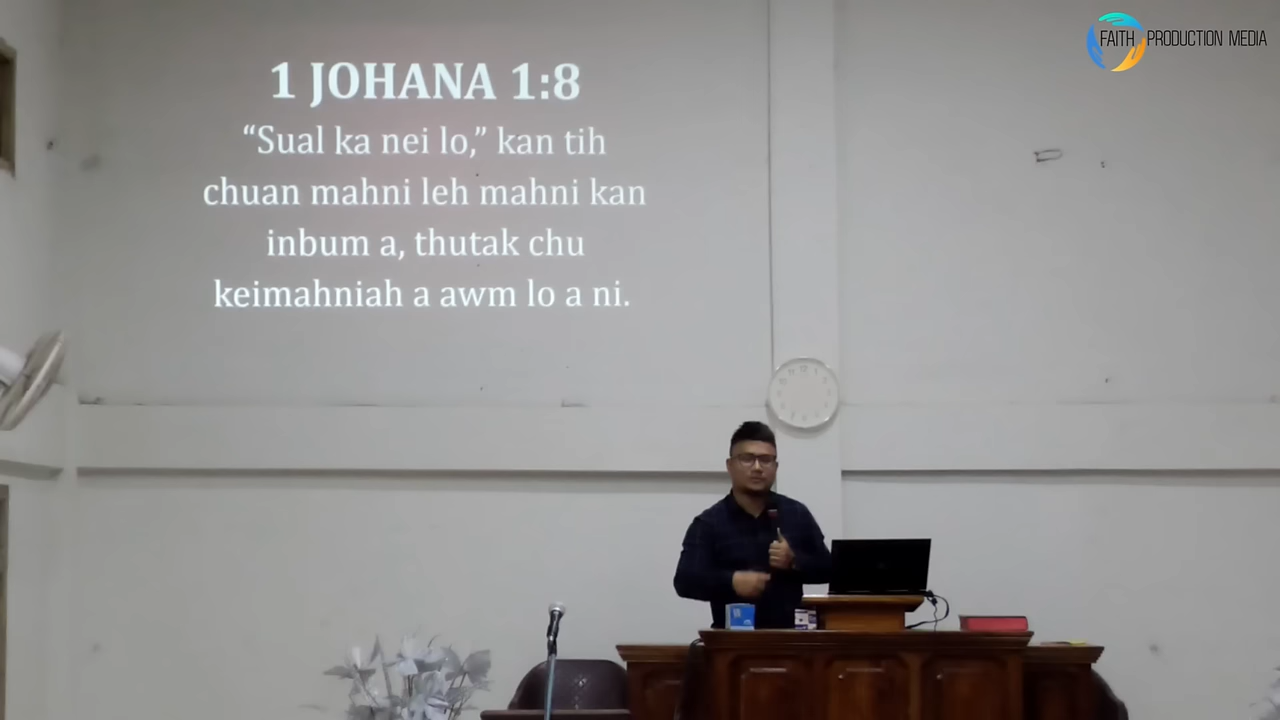 FAITH PRODUCTION MEDIA
1 JOHANA 1:8
“Sual ka nei lo,” kan tih
chuan mahni leh mahni kan
inbum a, thutak chu
keimahniah a awm lo a ni.